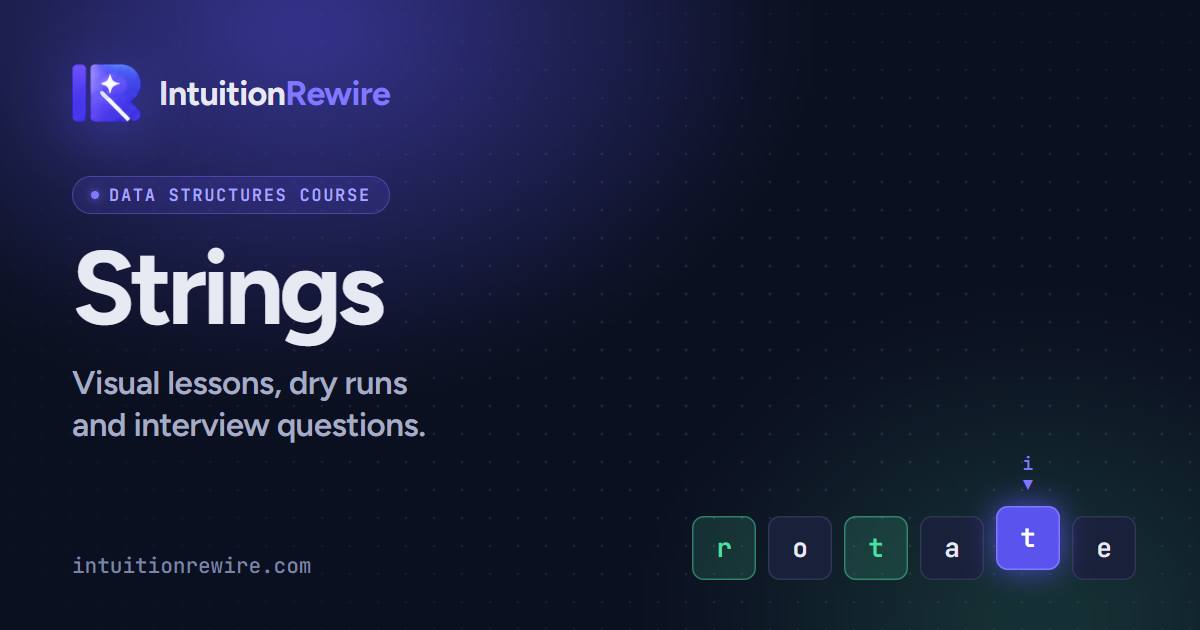 IntuitionRewire
DATA STRUCTURES COURSE
Strings
Visual lessons, dry runs
and interview questions.
i
r o t a t e
intuitionrewire.com